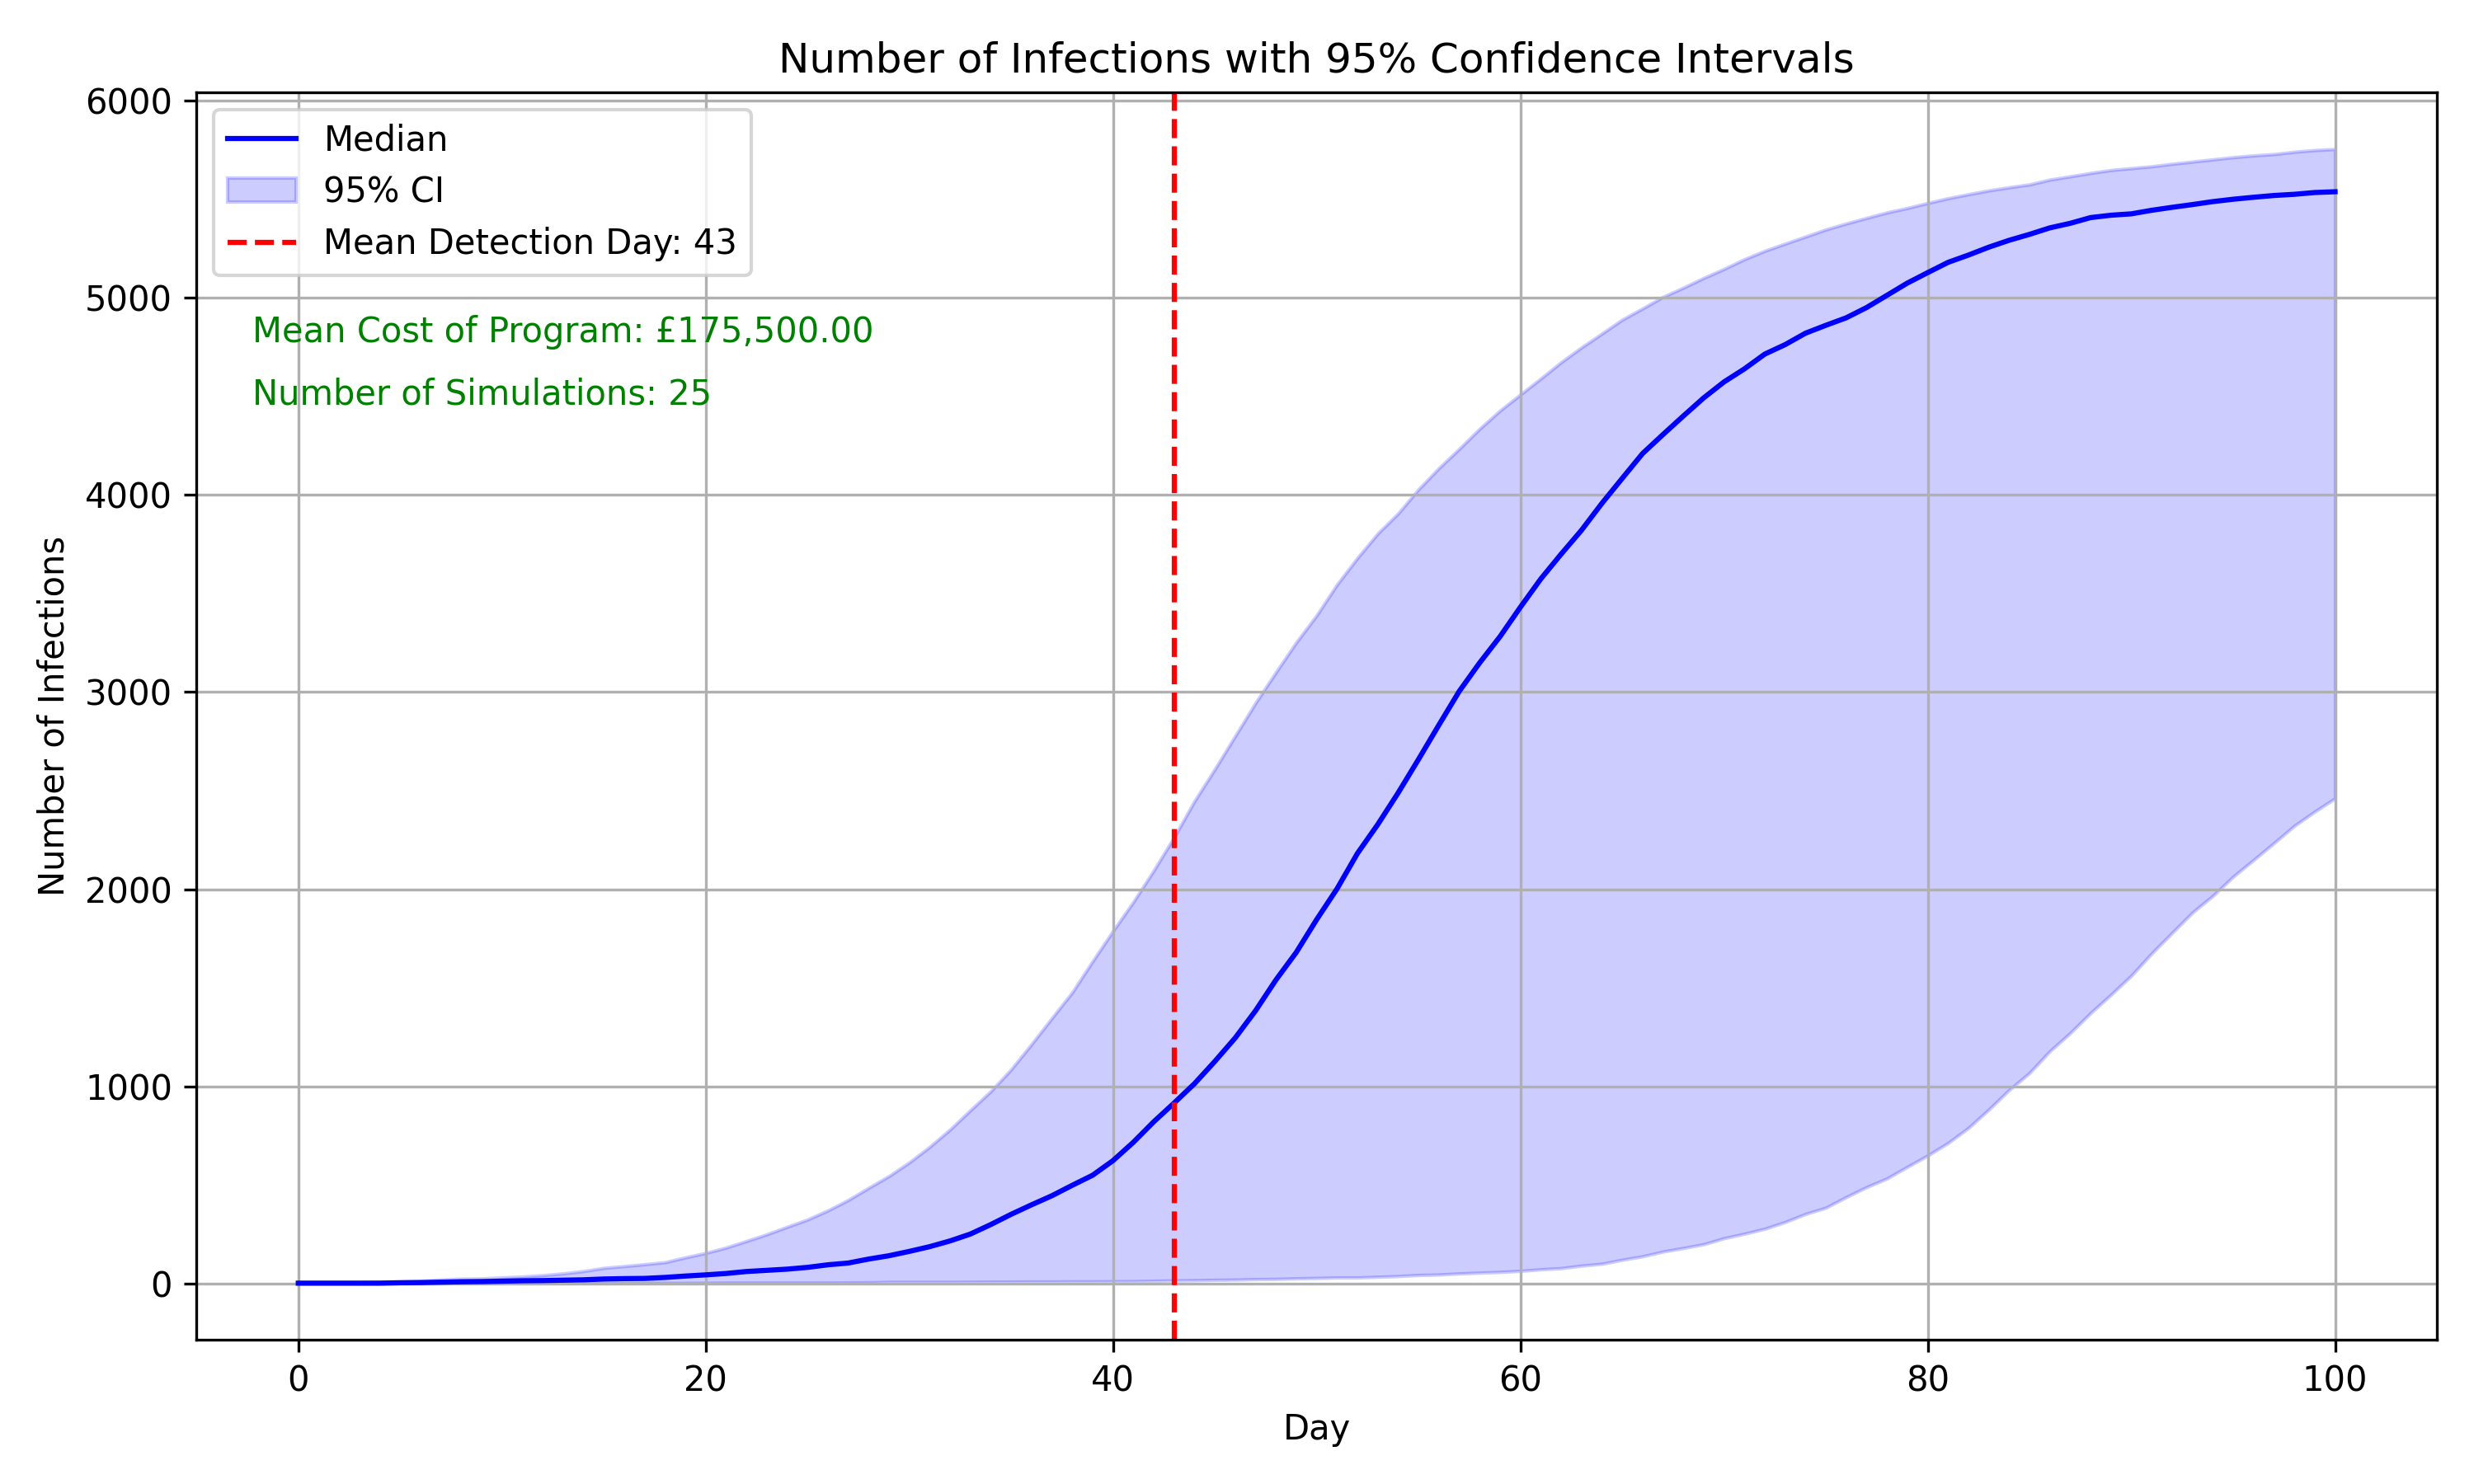 Number of Infections with 95% Confidence Intervals
6000
5000
4000
3000
2000
1000
0
Number of Infections
Median
95% CI
Mean Detection Day: 43
Mean Cost of Program: £175,500.00
Number of Simulations: 25
0 20 40 60 80 100
Day